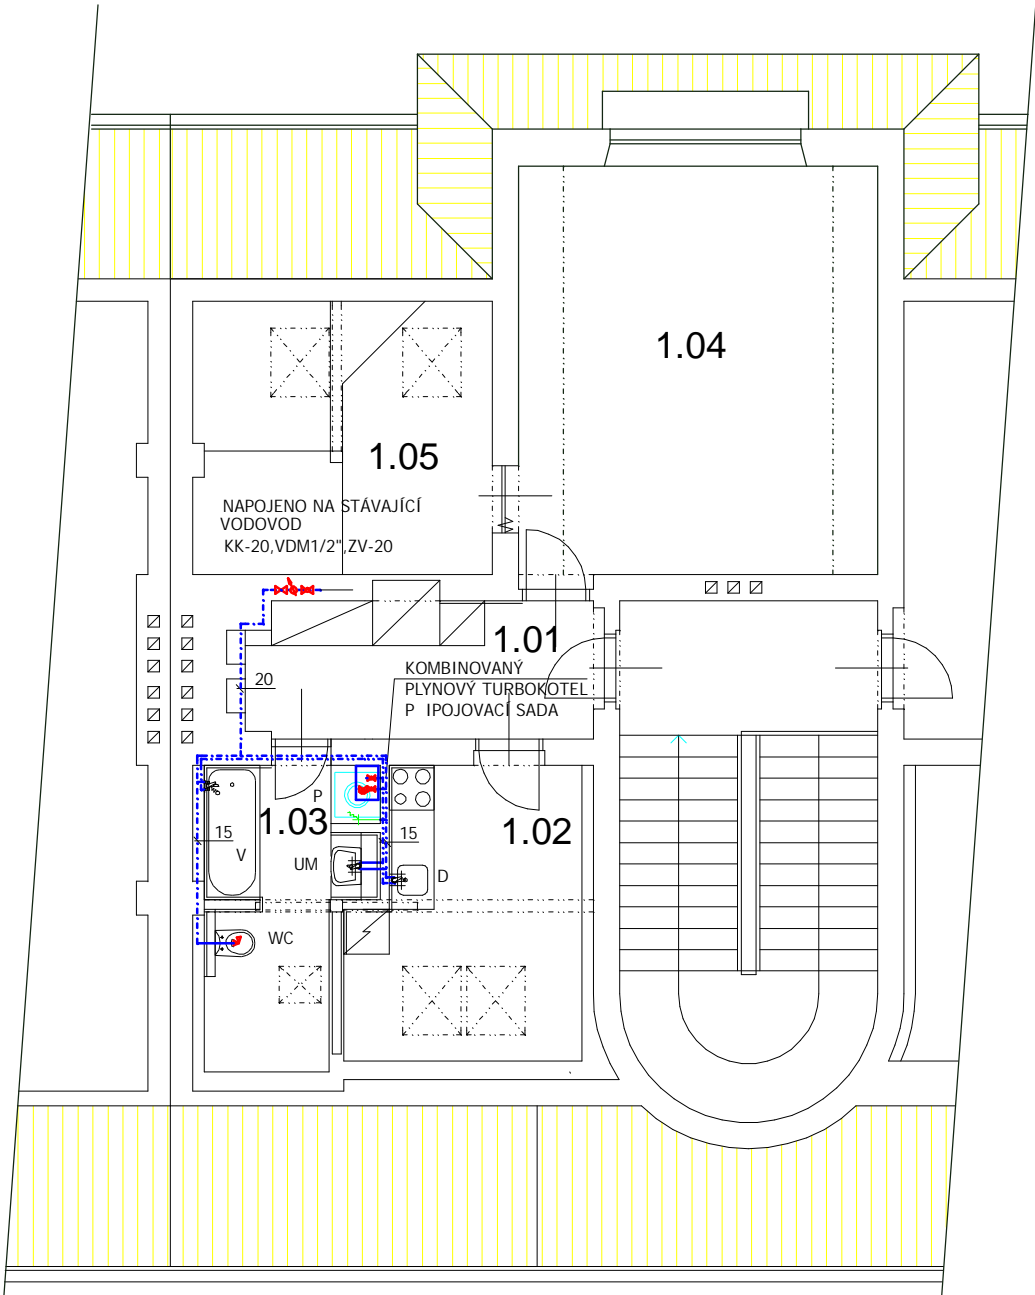 1.04
1.05
NAPOJENO NA STÁVAJÍCÍ
VODOVOD
KK-20,VDM1/2",ZV-20
1.01
KOMBINOVANÝ
PLYNOVÝ TURBOKOTEL
P IPOJOVACÍ SADA
20
P
1.03
15
V
UM
15
1.02
D
WC